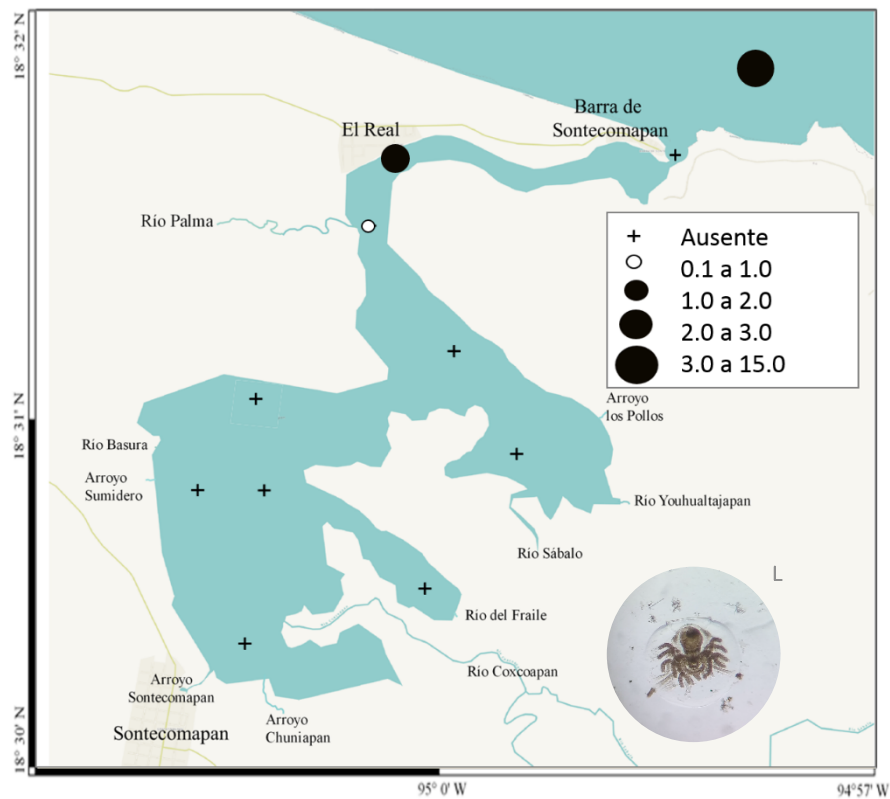 18° 32' N
Barra de
Sontecomapan
El Real
Río Palma
Ausente
0.1 a 1.0
1.0 a 2.0
2.0 a 3.0
3.0 a 15.0
Arroyo
los Pollos
18° 31' N
Río Basura
Arroyo
Sumidero
Río Youhualtajapan
Río Sábalo
L
Río del Fraile
Río Coxcoapan
Arroyo
Sontecomapan
Arroyo
Chuniapan
Sontecomapan
18° 30' N
95° 0' W
94°57' W